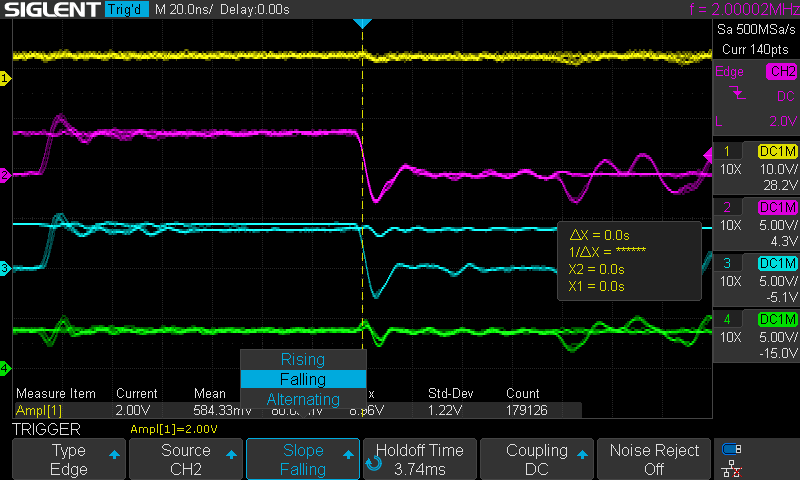 SIGLENT Trig'd M 20.0ns/ Delay:0.00s f = 2.00002MHz
Sa 500MSa/s
Curr 140pts
Edge CH2
DC
L 2.0V
1 DC1M
10X 10.0V/
28.2V
2 DC1M
10X 5.00V/
4.3V
3 DC1M
10X 5.00V/
-5.1V
4 DC1M
10X 5.00V/
-15.0V
1
2
3
4
ΔX = 0.0s
1/ΔX = ******
X2 = 0.0s
X1 = 0.0s
Rising
Falling
Alternating
Measure Item Current Mean Std-Dev Count
Ampl[1] 2.00V 584.33mV 1.22V 179126
TRIGGER Ampl[1]=2.00V
Type Source Slope Holdoff Time Coupling Noise Reject
Edge CH2 Falling 3.74ms DC Off